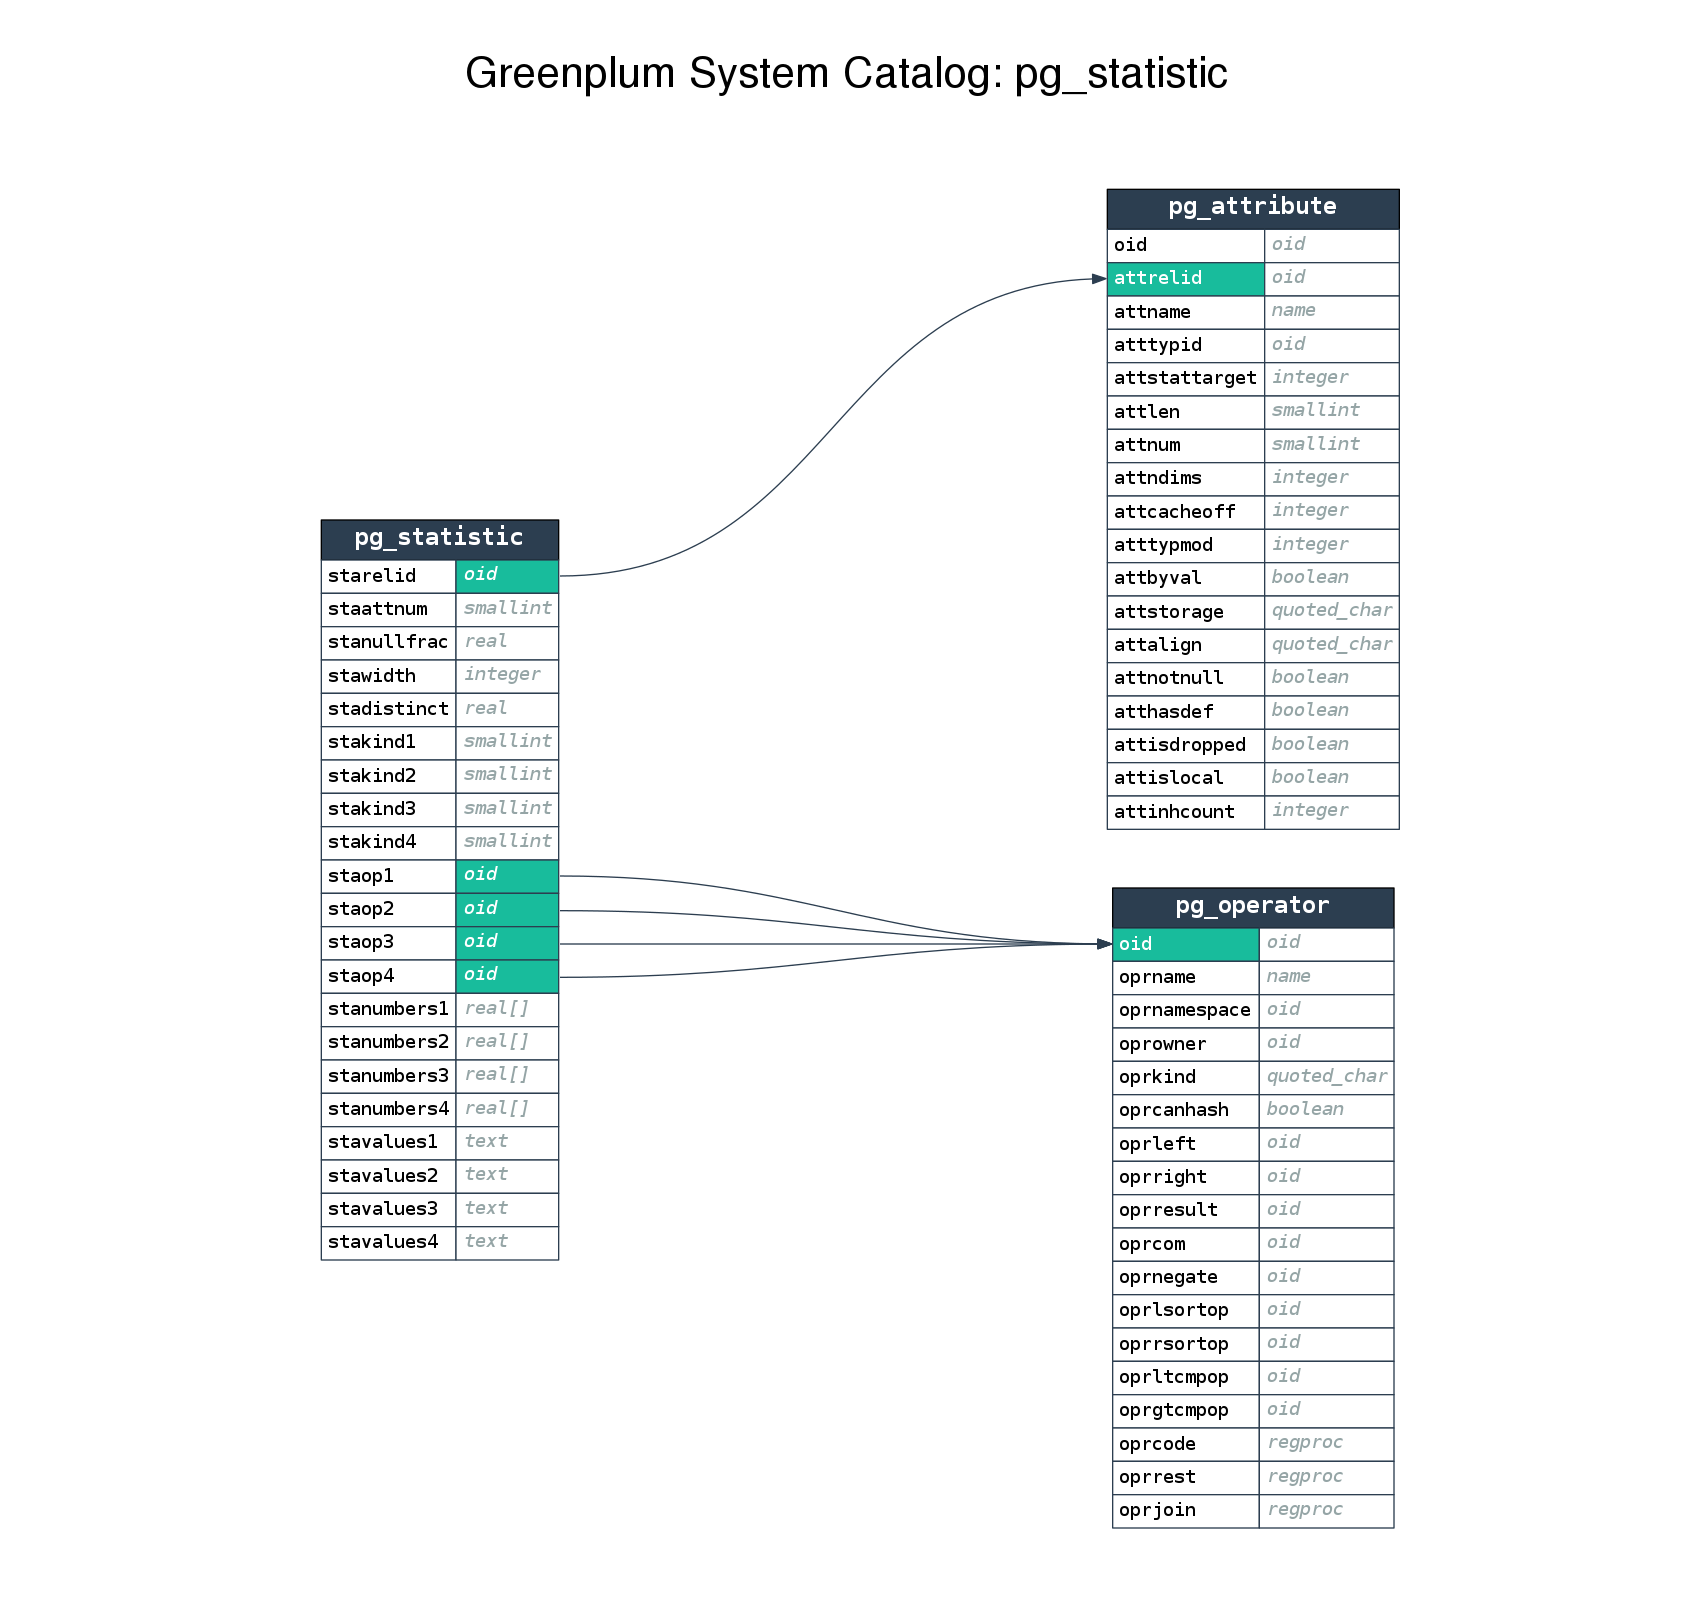 Greenplum System Catalog: pg_statistic
pg_attribute
oid oid
attrelid oid
attname name
atttypid oid
attstattarget integer
attlen smallint
attnum smallint
attndims integer
attcacheoff integer
atttypmod integer
attbyval boolean
attstorage quoted_char
attalign quoted_char
attnotnull boolean
atthasdef boolean
attisdropped boolean
attislocal boolean
attinhcount integer
pg_statistic
starelid oid
staattnum smallint
stanullfrac real
stawidth integer
stadistinct real
stakind1 smallint
stakind2 smallint
stakind3 smallint
stakind4 smallint
staop1 oid
staop2 oid
staop3 oid
staop4 oid
stanumbers1 real[]
stanumbers2 real[]
stanumbers3 real[]
stanumbers4 real[]
stavalues1 text
stavalues2 text
stavalues3 text
stavalues4 text
pg_operator
oid oid
oprname name
oprnamespace oid
oprowner oid
oprkind quoted_char
oprcanhash boolean
oprleft oid
oprright oid
oprresult oid
oprcom oid
oprnegate oid
oprlsortop oid
oprrsortop oid
oprltcmpop oid
oprgtcmpop oid
oprcode regproc
oprrest regproc
oprjoin regproc